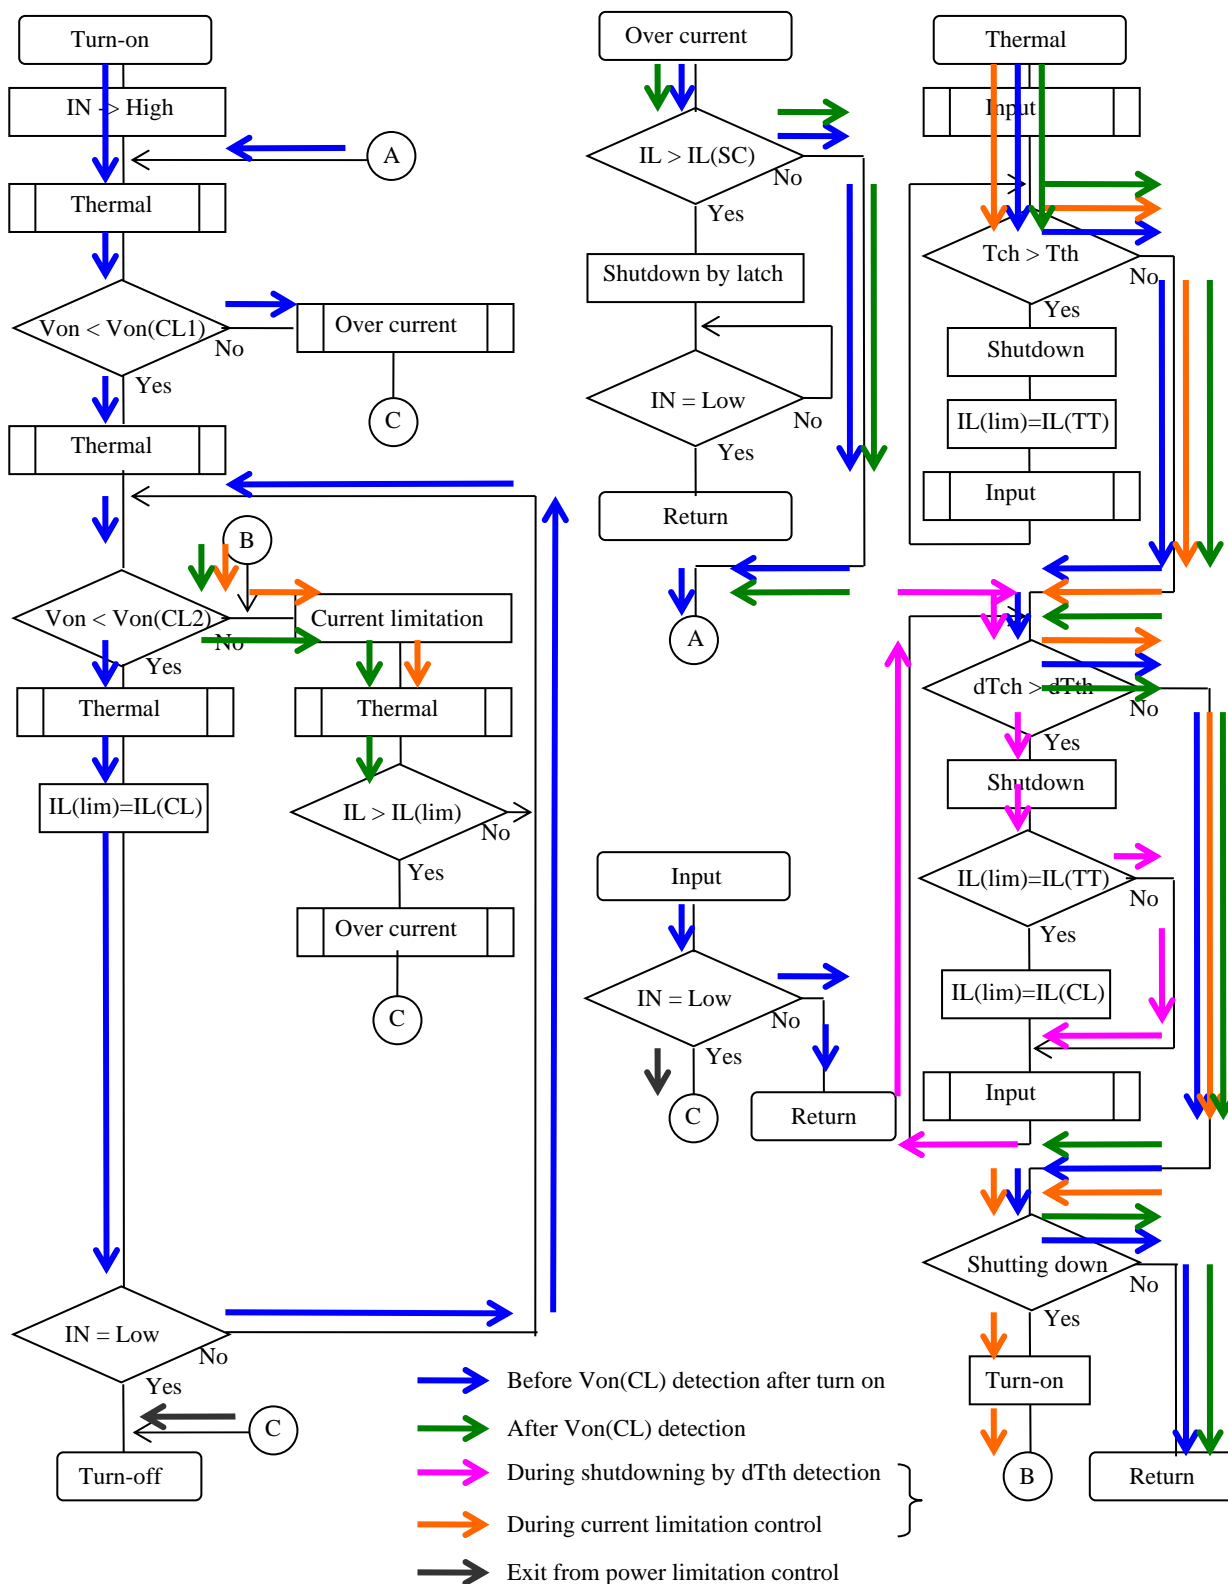 Turn-on
IN -> High
A
Thermal
Von < Von(CL1)
No
Yes
Over current
C
Thermal
B
Von < Von(CL2)
No
Yes
Current limitation
Thermal
Thermal
IL(lim)=IL(CL)
IL > IL(lim)
No
Yes
Over current
C
IN = Low
No
Yes
C
Turn-off
Over current
IL > IL(SC)
No
Yes
Shutdown by latch
IN = Low
No
Yes
Return
A
Input
IN = Low
No
Yes
C
Return
Thermal
Input
Tch > Tth
No
Yes
Shutdown
IL(lim)=IL(TT)
Input
dTch > dTth
No
Yes
Shutdown
IL(lim)=IL(TT)
No
Yes
IL(lim)=IL(CL)
Input
Shutting down
No
Yes
Turn-on
B
Return
Before Von(CL) detection after turn on
After Von(CL) detection
During shutdowning by dTth detection
During current limitation control
Exit from power limitation control